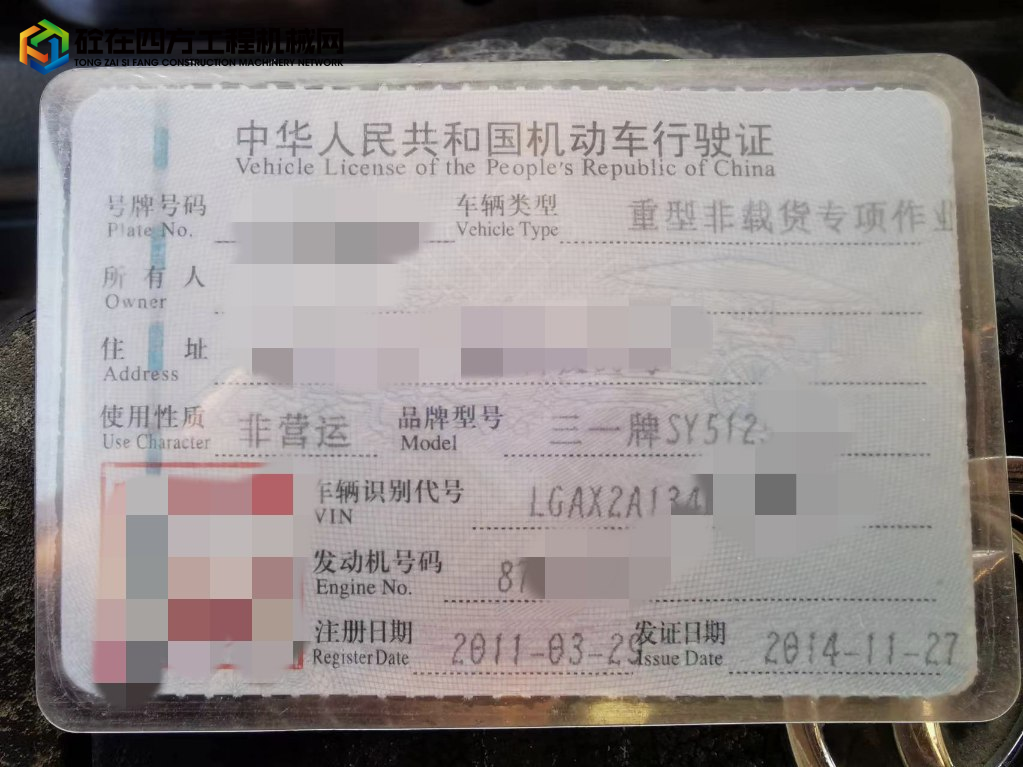 砼在四方工程机械网
TONG ZAI SI FANG CONSTRUCTION MACHINERY NETWORK
中华人民共和国机动车行驶证
Vehicle License of the People's Republic of China
号牌号码 车辆类型 重型非载货专项作业
Plate No. Vehicle Type
所有人
Owner
住址
Address
使用性质 非营运 品牌型号 三一牌SY512
Use Character Model
车辆识别代号 LGAX2A134
VIN
发动机号码 87
Engine No.
注册日期 2011-03-29 发证日期 2014-11-27
Register Date Issue Date